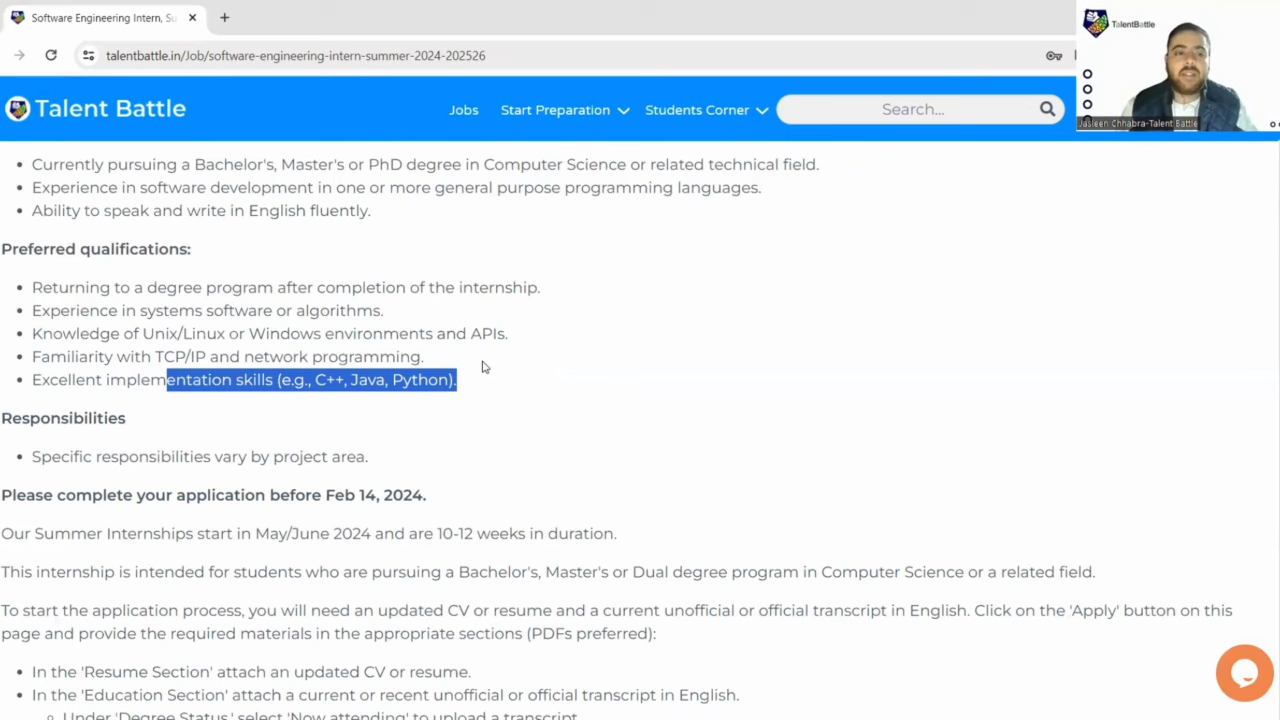 Software Engineering Intern, Su
TalentBattle
talentbattle.in/Job/software-engineering-intern-summer-2024-202526
Talent Battle
Jobs
Start Preparation
Students Corner
Search...
Jasleen Chhabra-Talent Battle
• Currently pursuing a Bachelor's, Master's or PhD degree in Computer Science or related technical field.
• Experience in software development in one or more general purpose programming languages.
• Ability to speak and write in English fluently.
Preferred qualifications:
• Returning to a degree program after completion of the internship.
• Experience in systems software or algorithms.
• Knowledge of Unix/Linux or Windows environments and APIs.
• Familiarity with TCP/IP and network programming.
• Excellent implementation skills (e.g., C++, Java, Python).
Responsibilities
• Specific responsibilities vary by project area.
Please complete your application before Feb 14, 2024.
Our Summer Internships start in May/June 2024 and are 10-12 weeks in duration.
This internship is intended for students who are pursuing a Bachelor's, Master's or Dual degree program in Computer Science or a related field.
To start the application process, you will need an updated CV or resume and a current unofficial or official transcript in English. Click on the 'Apply' button on this
page and provide the required materials in the appropriate sections (PDFs preferred):
• In the 'Resume Section' attach an updated CV or resume.
• In the 'Education Section' attach a current or recent unofficial or official transcript in English.
◦ Under 'Degree Status,' select 'Now attending' to upload a transcript.